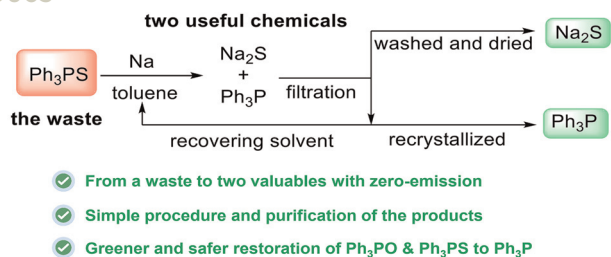 two useful chemicals
Ph₃PS
the waste
Na
toluene
Na₂S
+
Ph₃P
filtration
washed and dried
Na₂S
recovering solvent
recrystallized
Ph₃P
From a waste to two valuables with zero-emission
Simple procedure and purification of the products
Greener and safer restoration of Ph₃PO & Ph₃PS to Ph₃P